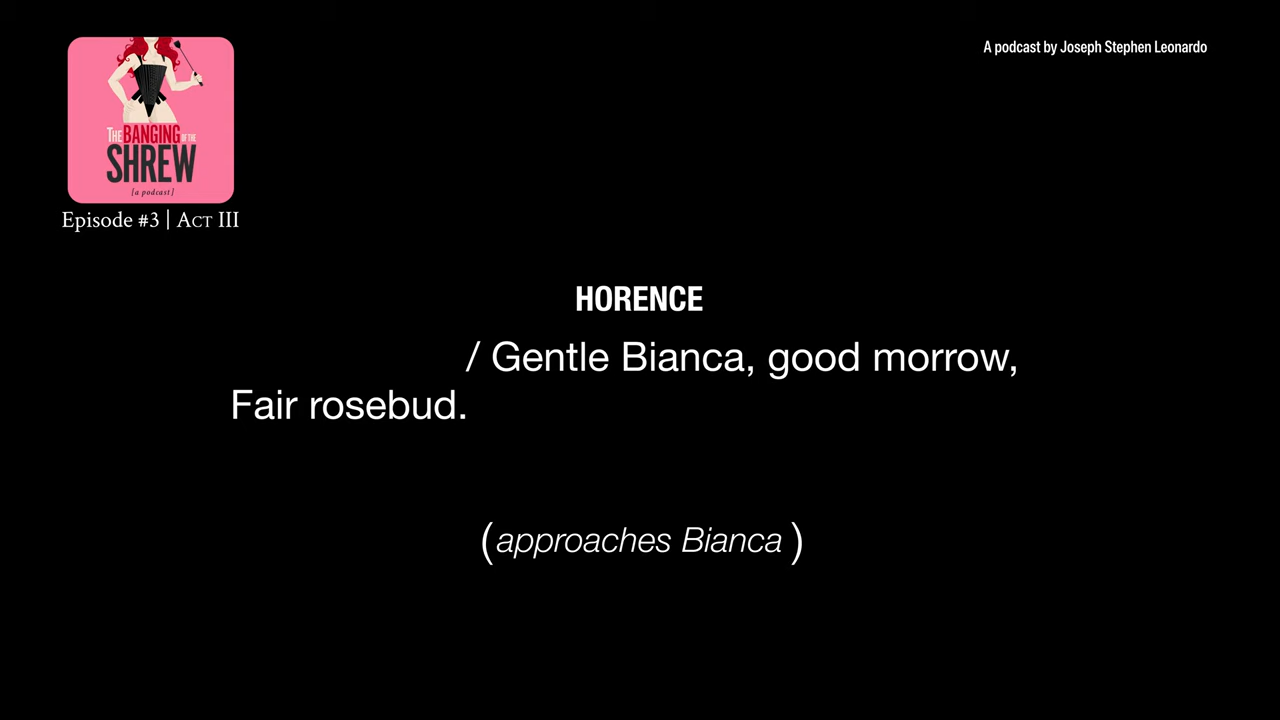 A podcast by Joseph Stephen Leonardo
THE BANGING OF THE
SHREW
[a podcast]
Episode #3 | ACT III
HORENCE
/ Gentle Bianca, good morrow,
Fair rosebud.
(approaches Bianca)